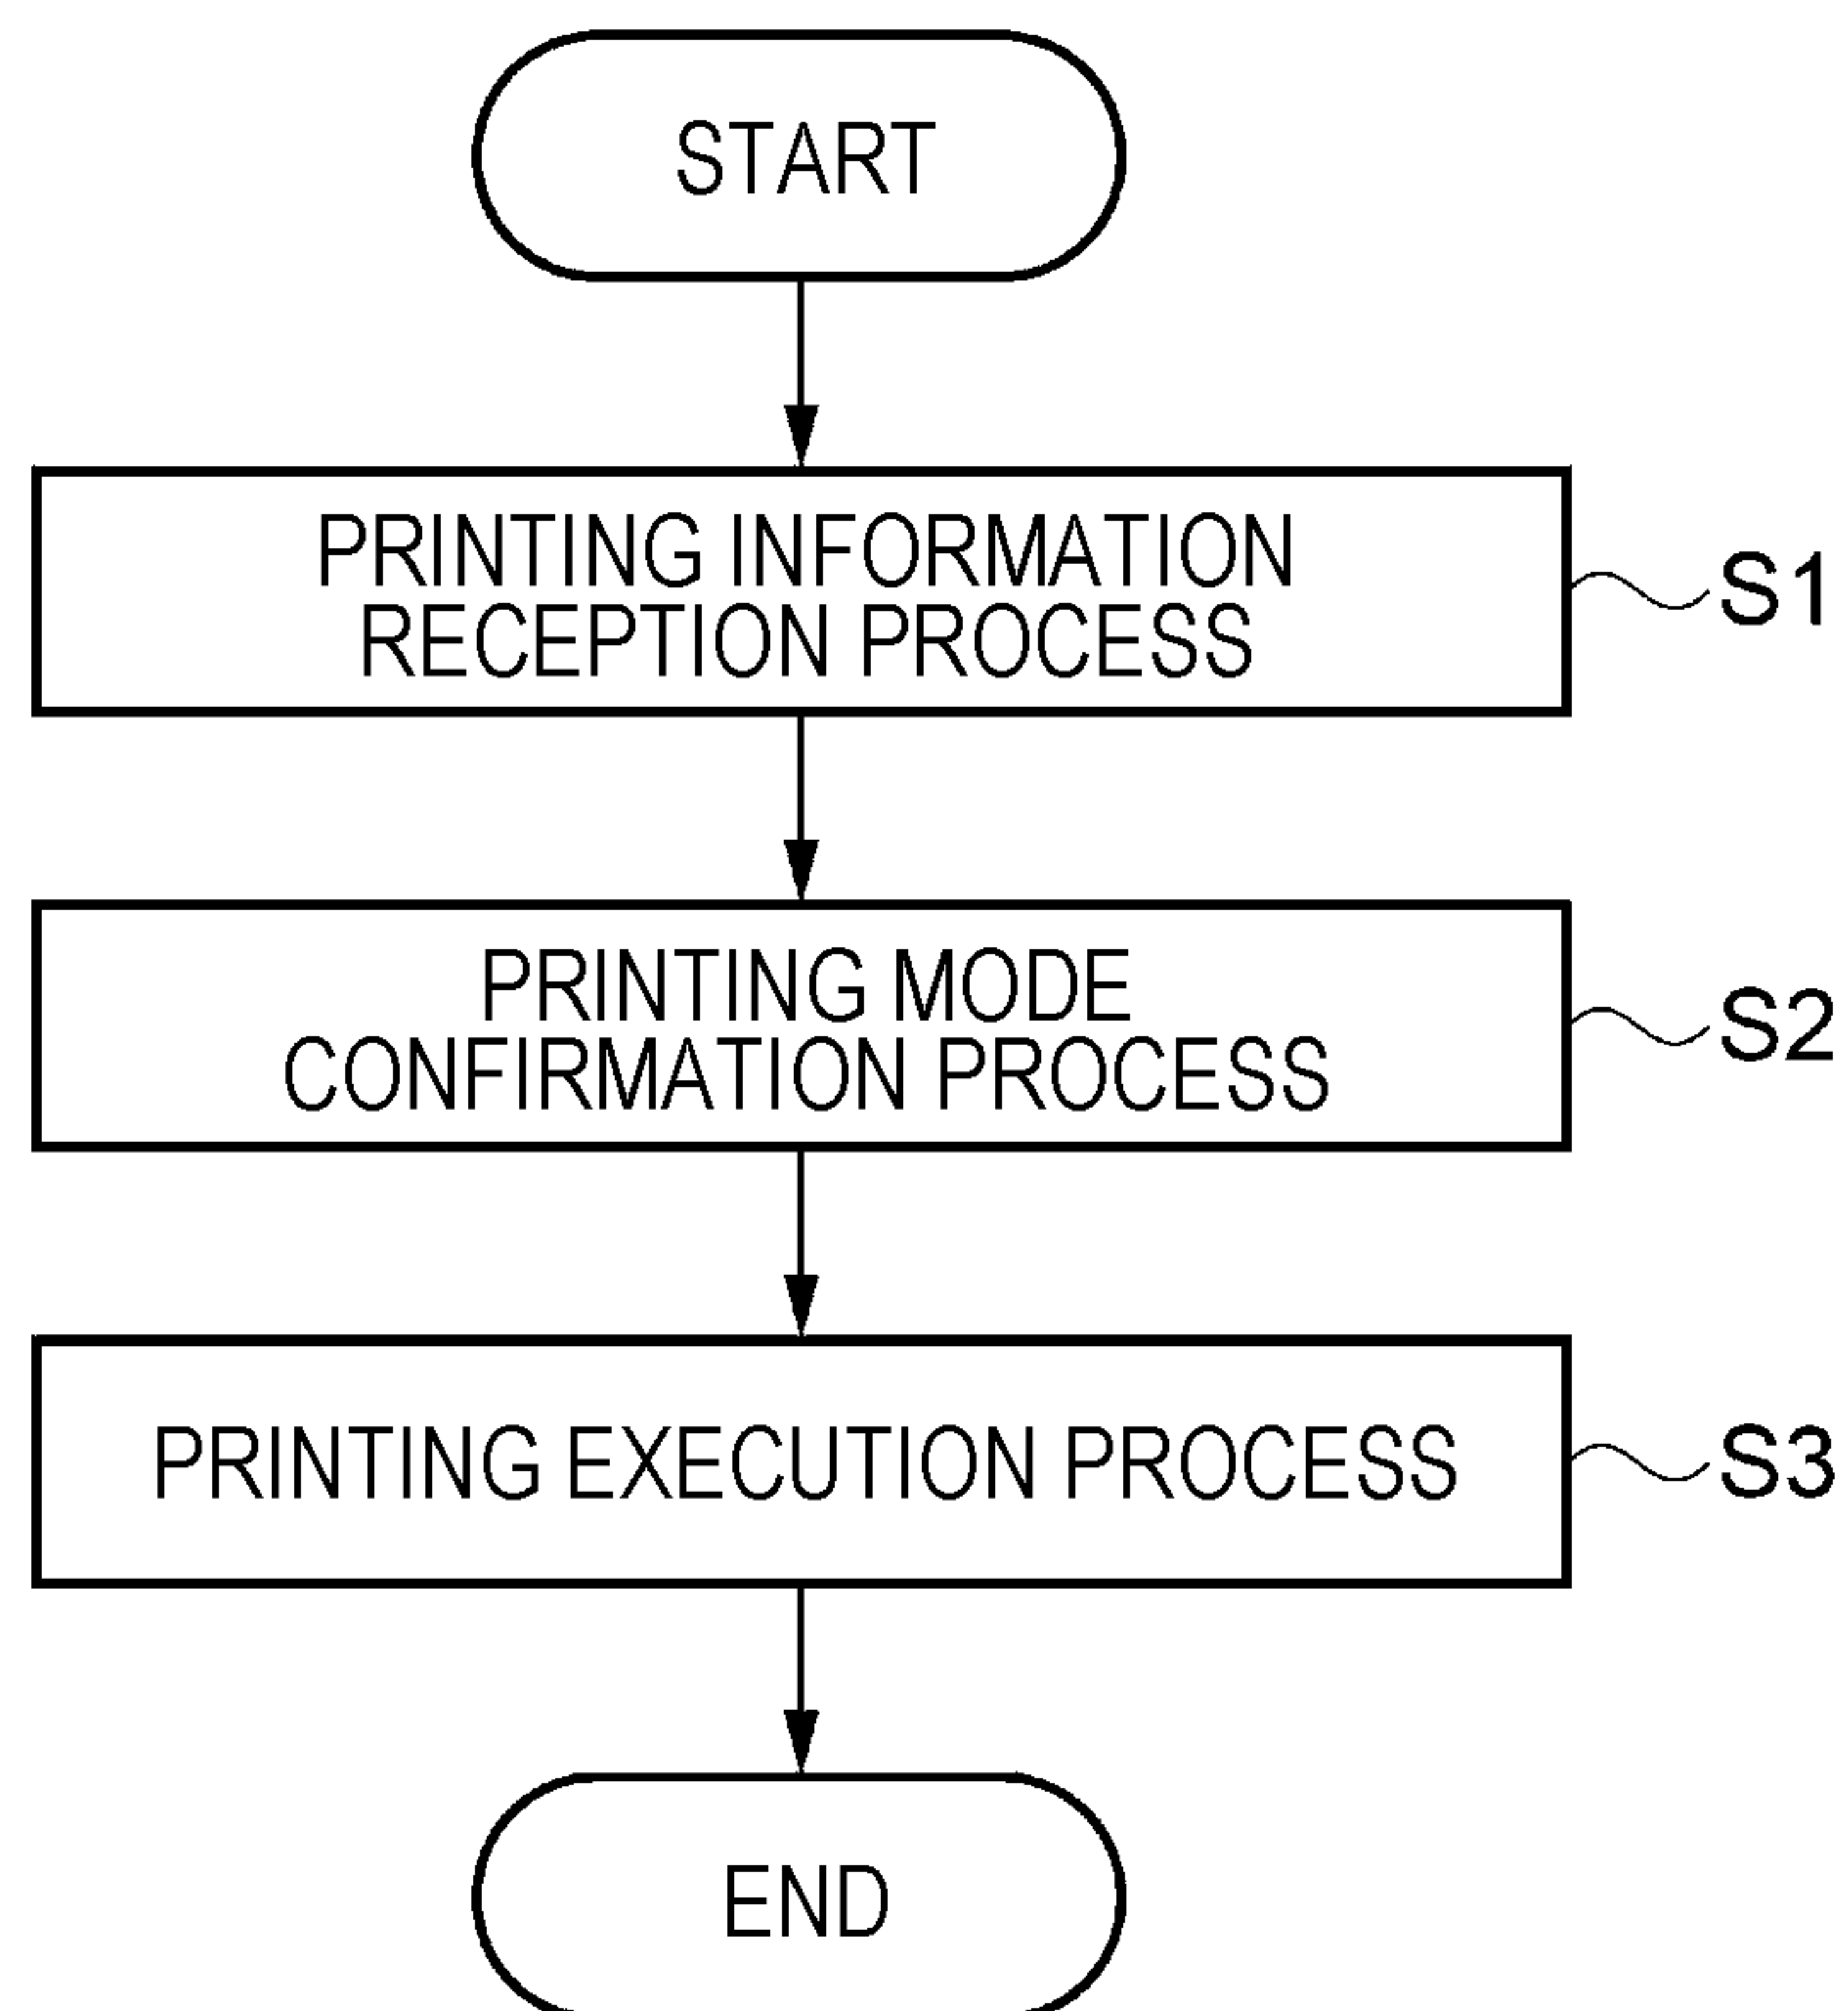 START
PRINTING INFORMATION
RECEPTION PROCESS
S1
PRINTING MODE
CONFIRMATION PROCESS
S2
PRINTING EXECUTION PROCESS
S3
END